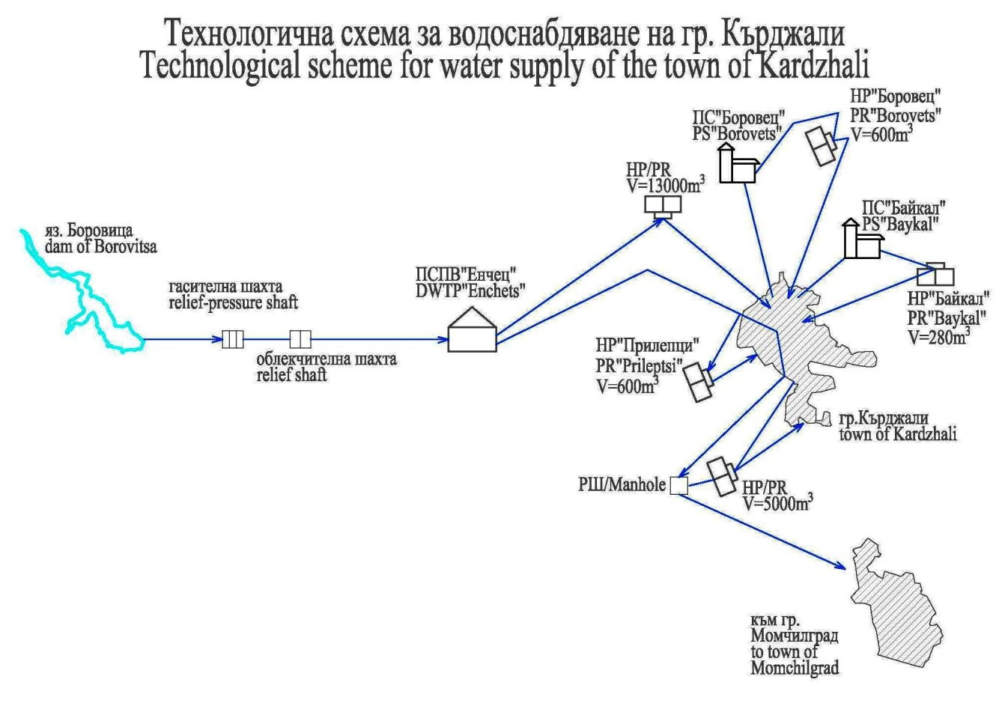 Технологична схема за водоснабдяване на гр. Кърджали
Technological scheme for water supply of the town of Kardzhali
НР"Боровец"
PR"Borovets"
V=600m³
ПС"Боровец"
PS"Borovets"
НР/PR
V=13000m³
ПС"Байкал"
PS"Baykal"
яз. Боровица
dam of Borovitsa
гасителна шахта
relief-pressure shaft
ПСПВ"Енчец"
DWTP"Enchets"
НР"Байкал"
PR"Baykal"
V=280m³
облекчителна шахта
relief shaft
НР"Прилепци"
PR"Prileptsi"
V=600m³
гр.Кърджали
town of Kardzhali
РШ/Manhole
НР/PR
V=5000m³
към гр.
Момчилград
to town of
Momchilgrad